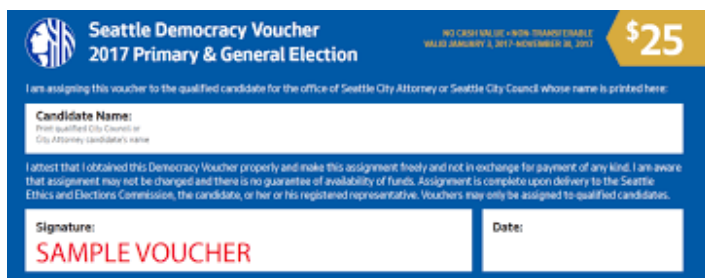 Seattle Democracy Voucher
2017 Primary & General Election
NO CASH VALUE • NON-TRANSFERABLE
VALID JANUARY 3, 2017-NOVEMBER 30, 2017
$25
I am assigning this voucher to the qualified candidate for the office of Seattle City Attorney or Seattle City Council whose name is printed here:
Candidate Name:
Print qualified City Council or
City Attorney candidate's name
I attest that I obtained this Democracy Voucher properly and make this assignment freely and not in exchange for payment of any kind. I am aware
that assignment may not be changed and there is no guarantee of availability of funds. Assignment is complete upon delivery to the Seattle
Ethics and Elections Commission, the candidate, or her or his registered representative. Vouchers may only be assigned to qualified candidates.
Signature:
Date:
SAMPLE VOUCHER